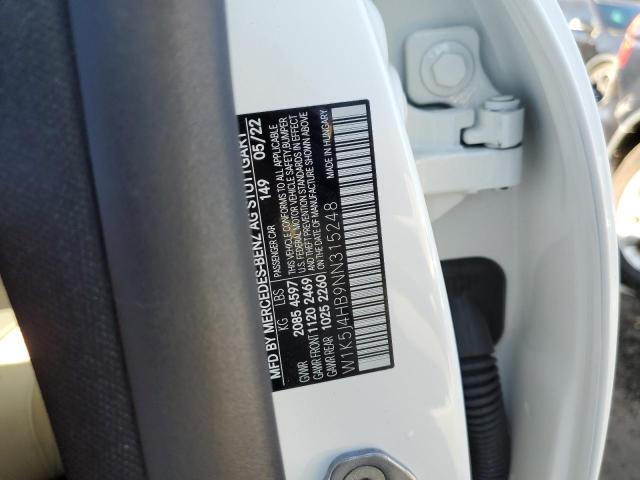 MFD BY MERCEDES-BENZ AG STUTTGART
PASSENGER CAR 149 05/22
KG LBS THIS VEHICLE CONFORMS TO ALL APPLICABLE
GVWR 2085 4597 U.S. FEDERAL MOTOR VEHICLE SAFETY, BUMPER
GAWR FRONT 1120 2469 AND THEFT PREVENTION STANDARDS IN EFFECT
GAWR REAR 1025 2260 ON THE DATE OF MANUFACTURE SHOWN ABOVE
W1K5J4HB9NN315248 MADE IN HUNGARY